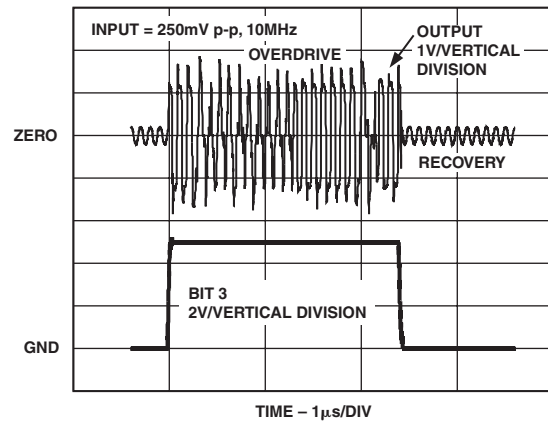 INPUT = 250mV p-p, 10MHz
OVERDRIVE
OUTPUT
1V/VERTICAL
DIVISION
ZERO
RECOVERY
BIT 3
2V/VERTICAL DIVISION
GND
TIME – 1μs/DIV